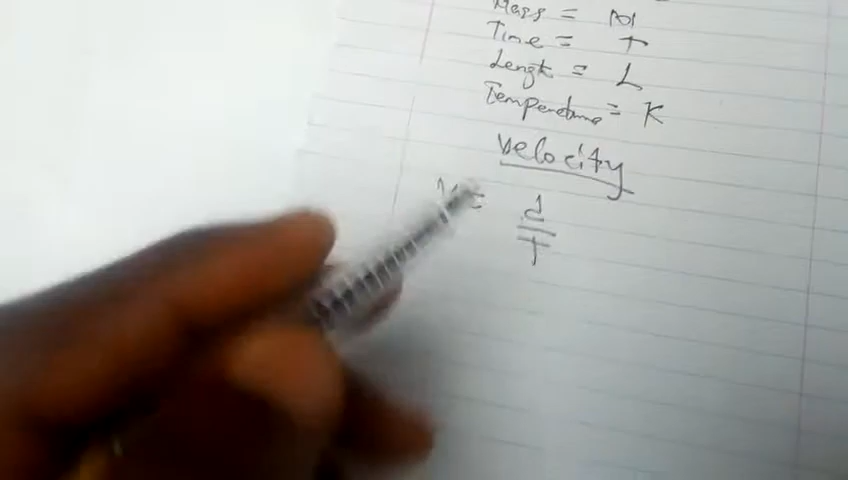 Mass = M
Time = T
Length = L
Temperature = K
Velocity
V = d
T